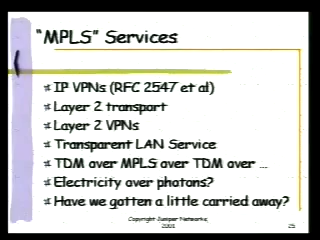 “MPLS” Services
IP VPNs (RFC 2547 et al)
Layer 2 transport
Layer 2 VPNs
Transparent LAN Service
TDM over MPLS over TDM over ...
Electricity over photons?
Have we gotten a little carried away?
Copyright Juniper Networks,
2001
25